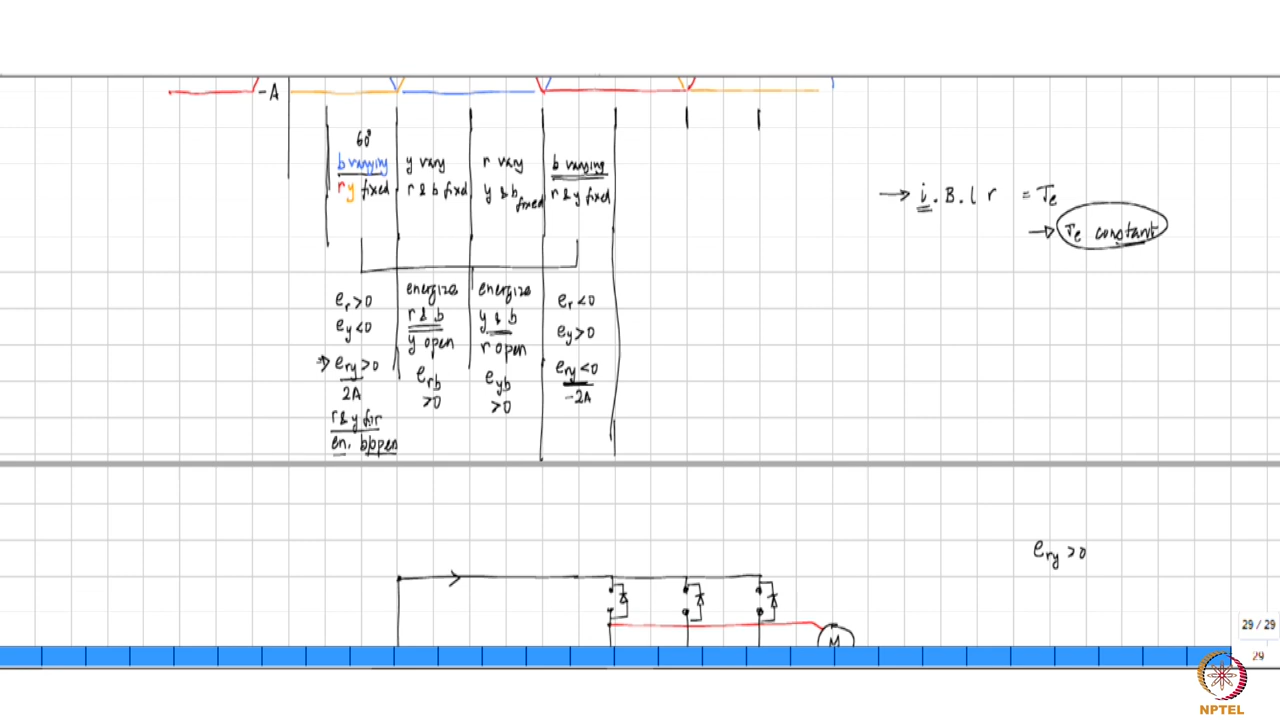 -A
60°
b varying
r y fixed
y vary
r & b fixed
r vary
y & b fixed
b varying
r & y fixed
→ i . B . l r = Te
→ Te constant
er > 0
ey < 0
⇒ ery > 0
2A
r & y for
en. b open
energize
r & b
y open
erb
> 0
energize
y & b
r open
eyb
> 0
er < 0
ey > 0
ery < 0
-2A
ery > 0
M
29 / 29
29
NPTEL